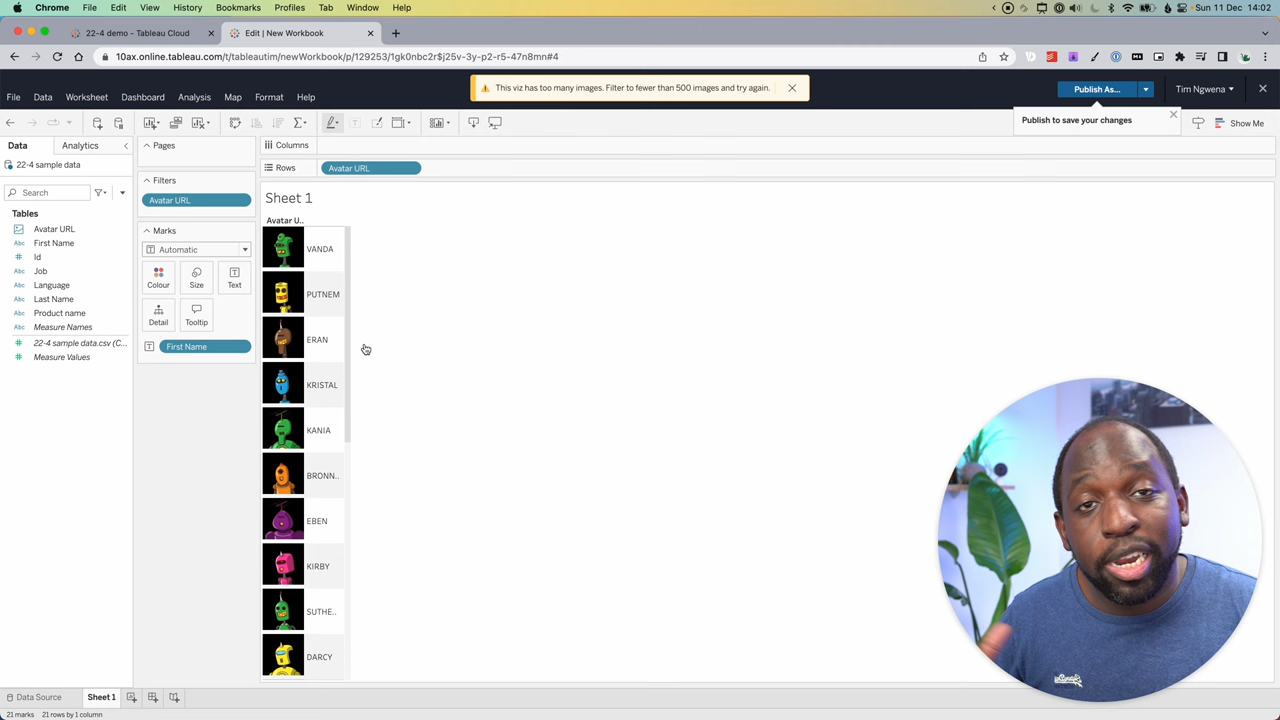 Chrome File Edit View History Bookmarks Profiles Tab Window Help Sun 11 Dec 14:02
22-4 demo - Tableau Cloud Edit | New Workbook
10ax.online.tableau.com/t/tableautim/newWorkbook/p/129253/1gk0nbc2r$j25v-3y-p2-r5-47n8mn#4
This viz has too many images. Filter to fewer than 500 images and try again.
File Data Worksheet Dashboard Analysis Map Format Help Publish As... Tim Ngwena
Publish to save your changes
Show Me
Data Analytics Pages Columns
22-4 sample data Rows Avatar URL
Search Filters
Avatar URL
Sheet 1
Tables
Avatar U..
Avatar URL Marks
First Name Automatic
Id
Job
Language Colour Size Text
Last Name
Product name
Measure Names Detail Tooltip
22-4 sample data.csv (C... First Name
Measure Values
VANDA
PUTNEM
ERAN
KRISTAL
KANIA
BRONN..
EBEN
KIRBY
SUTHE..
DARCY
Data Source Sheet 1
21 marks 21 rows by 1 column